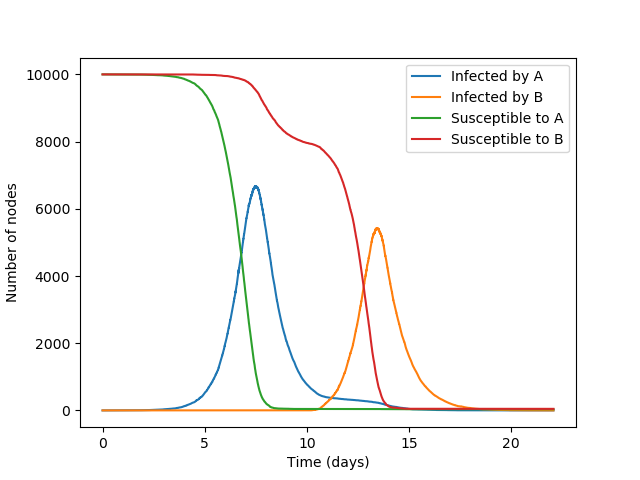 10000
8000
6000
4000
2000
0
Number of nodes
0 5 10 15 20
Time (days)
Infected by A
Infected by B
Susceptible to A
Susceptible to B